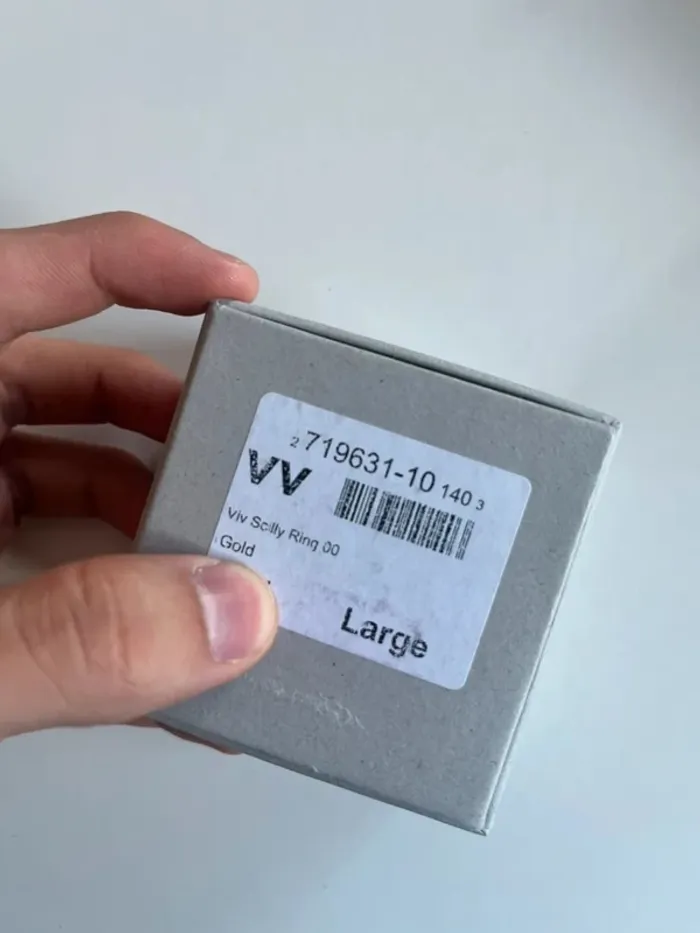 2 719631-10 140 3
VV
Viv Scilly Ring 00
Gold
Large